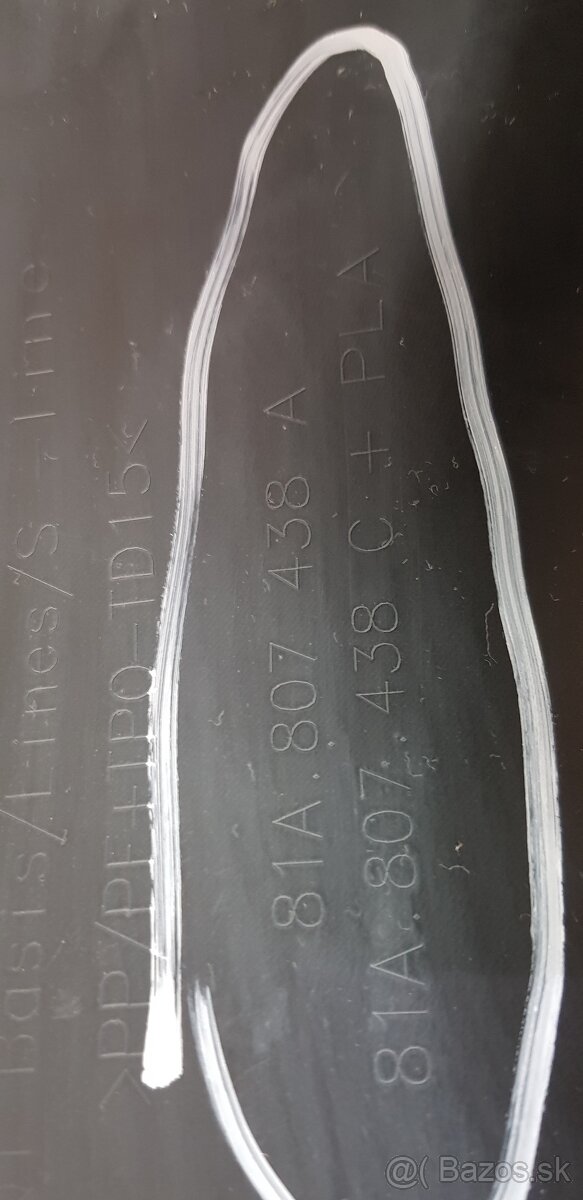 Basis/Lines/S-line
>PP/PE+TPO-TD15<
81A.807 438 A
81A.807.438 C + PLA
@( Bazos.sk